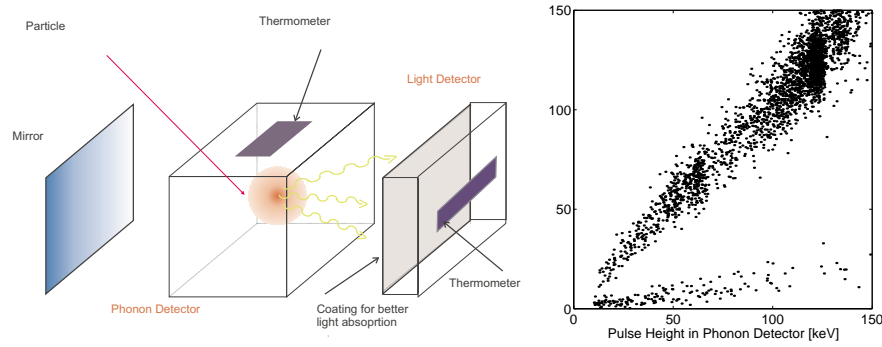 Particle
Thermometer
Light Detector
Mirror
Phonon Detector
Coating for better
light absoprtion
Thermometer
150
100
50
0
0
50
100
150
Pulse Height in Phonon Detector [keV]